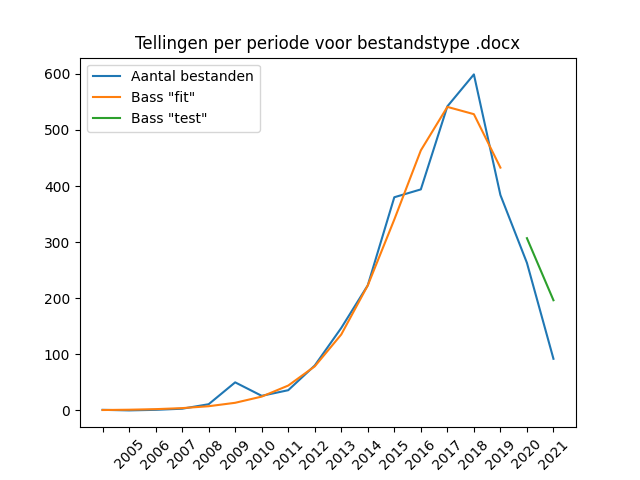 Tellingen per periode voor bestandstype .docx
Aantal bestanden
Bass "fit"
Bass "test"
600
500
400
300
200
100
0
2005 2006 2007 2008 2009 2010 2011 2012 2013 2014 2015 2016 2017 2018 2019 2020 2021